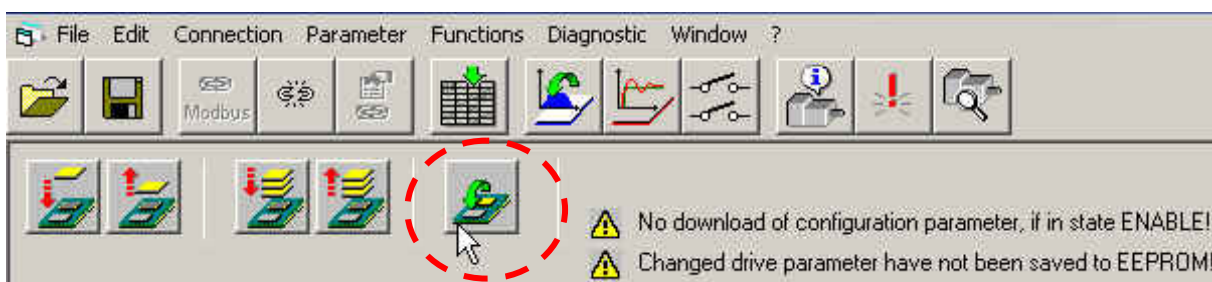 File Edit Connection Parameter Functions Diagnostic Window ?
Modbus
No download of configuration parameter, if in state ENABLE!
Changed drive parameter have not been saved to EEPROM!